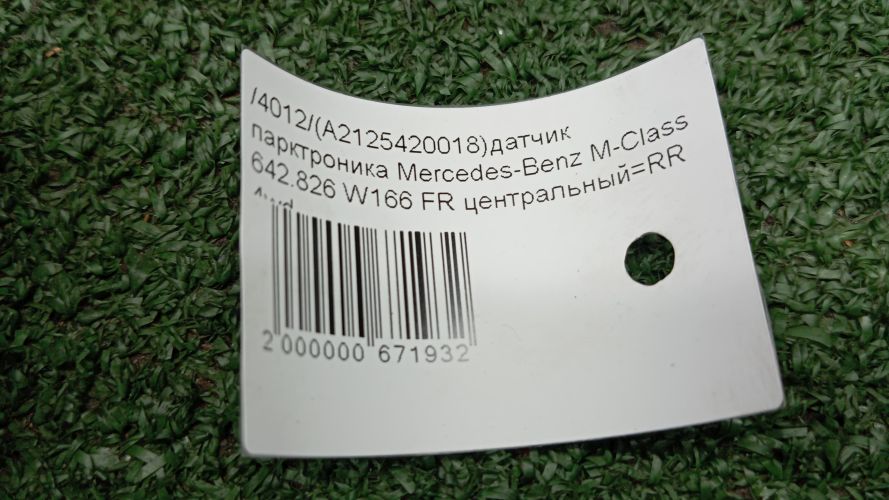 /4012/(A2125420018)датчик
парктроника Mercedes-Benz M-Class
642.826 W166 FR центральный=RR
2 000000 671932